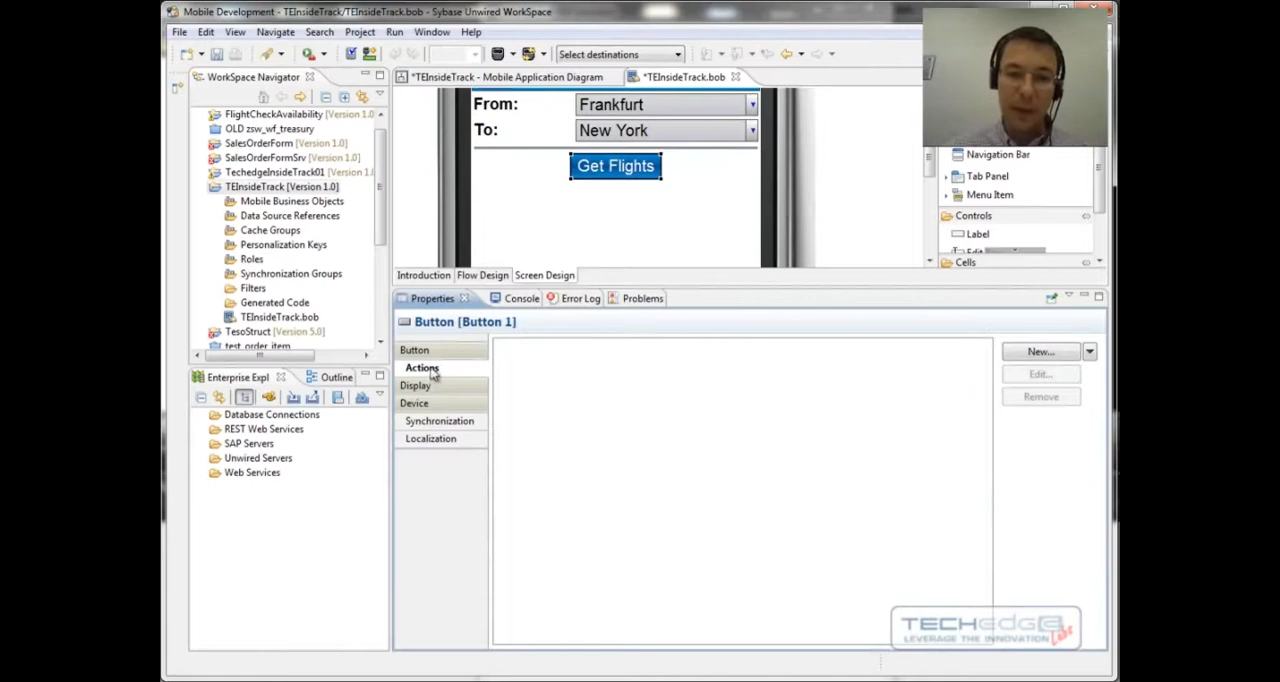 Mobile Development - TEInsideTrack/TEInsideTrack.bob - Sybase Unwired WorkSpace
File Edit View Navigate Search Project Run Window Help
Select destinations
WorkSpace Navigator
FlightCheckAvailability [Version 1.0
OLD zsw_wf_treasury
SalesOrderForm [Version 1.0]
SalesOrderFormSrv [Version 1.0]
TechedgeInsideTrack01 [Version 1.
TEInsideTrack [Version 1.0]
Mobile Business Objects
Data Source References
Cache Groups
Personalization Keys
Roles
Synchronization Groups
Filters
Generated Code
TEInsideTrack.bob
TesoStruct [Version 5.0]
test_order_item
*TEInsideTrack - Mobile Application Diagram
*TEInsideTrack.bob
From: Frankfurt
To: New York
Get Flights
Introduction Flow Design Screen Design
Navigation Bar
Tab Panel
Menu Item
Controls
Label
Cells
Enterprise Expl
Outline
Database Connections
REST Web Services
SAP Servers
Unwired Servers
Web Services
Properties Console Error Log Problems
Button [Button 1]
Button
Actions
Display
Device
Synchronization
Localization
New...
Edit...
Remove
TECHEDGE
LEVERAGE THE INNOVATION
Labs